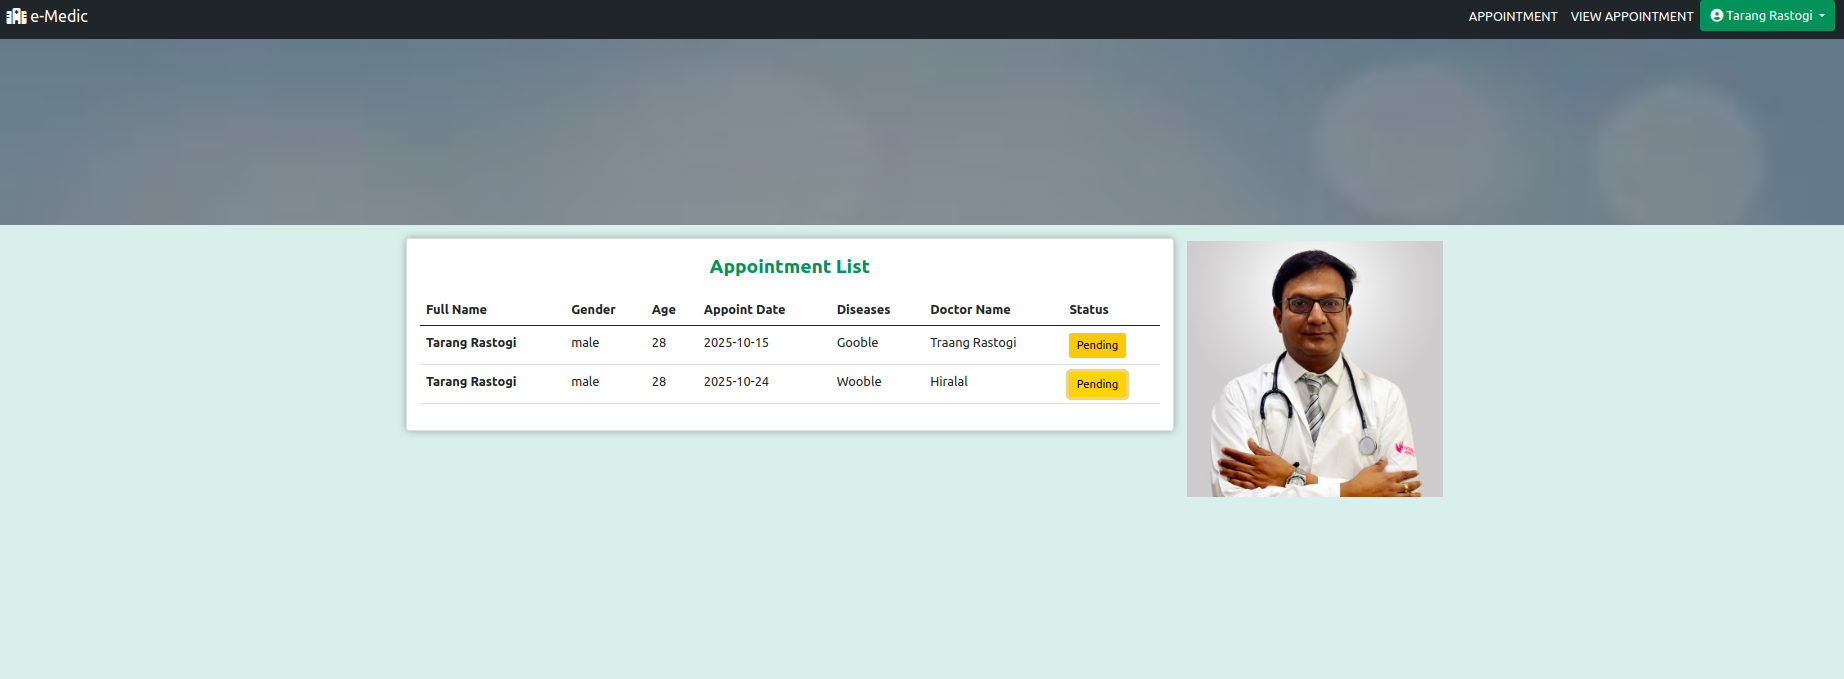 e-Medic APPOINTMENT VIEW APPOINTMENT Tarang Rastogi
Appointment List
Full Name Gender Age Appoint Date Diseases Doctor Name Status
Tarang Rastogi male 28 2025-10-15 Gooble Traang Rastogi Pending
Tarang Rastogi male 28 2025-10-24 Wooble Hiralal Pending